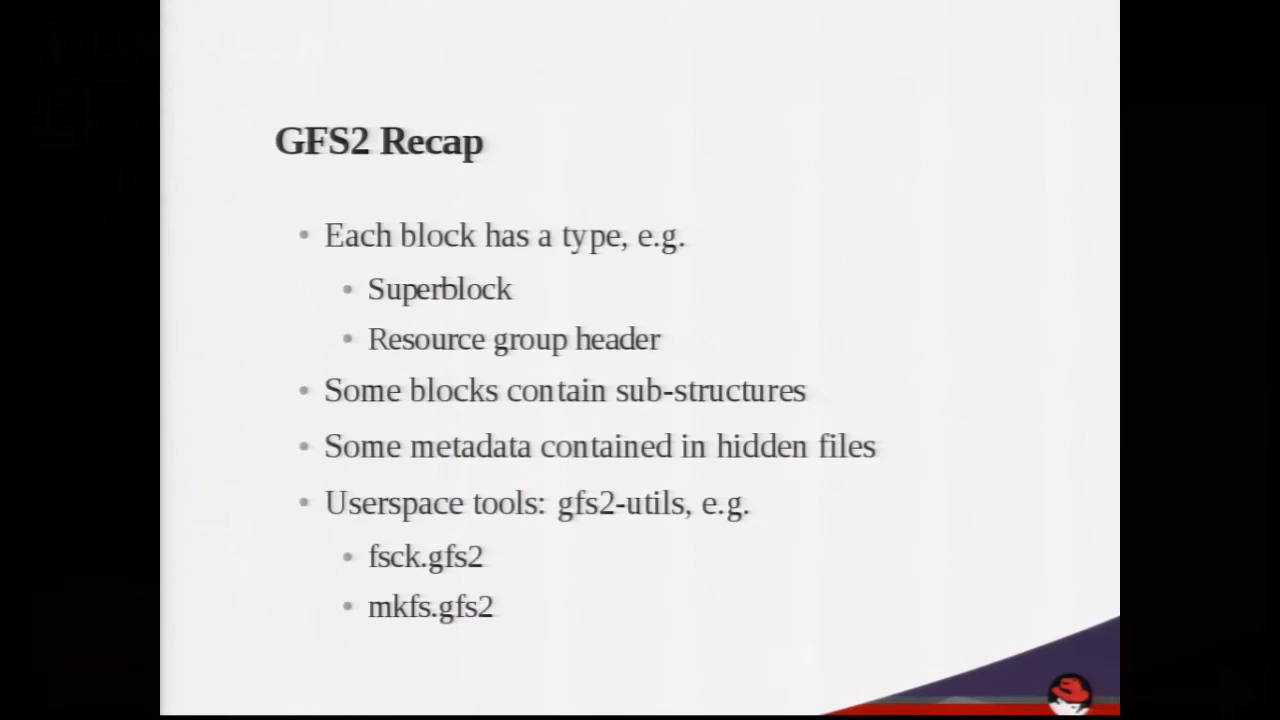 GFS2 Recap
Each block has a type, e.g.
Superblock
Resource group header
Some blocks contain sub-structures
Some metadata contained in hidden files
Userspace tools: gfs2-utils, e.g.
fsck.gfs2
mkfs.gfs2